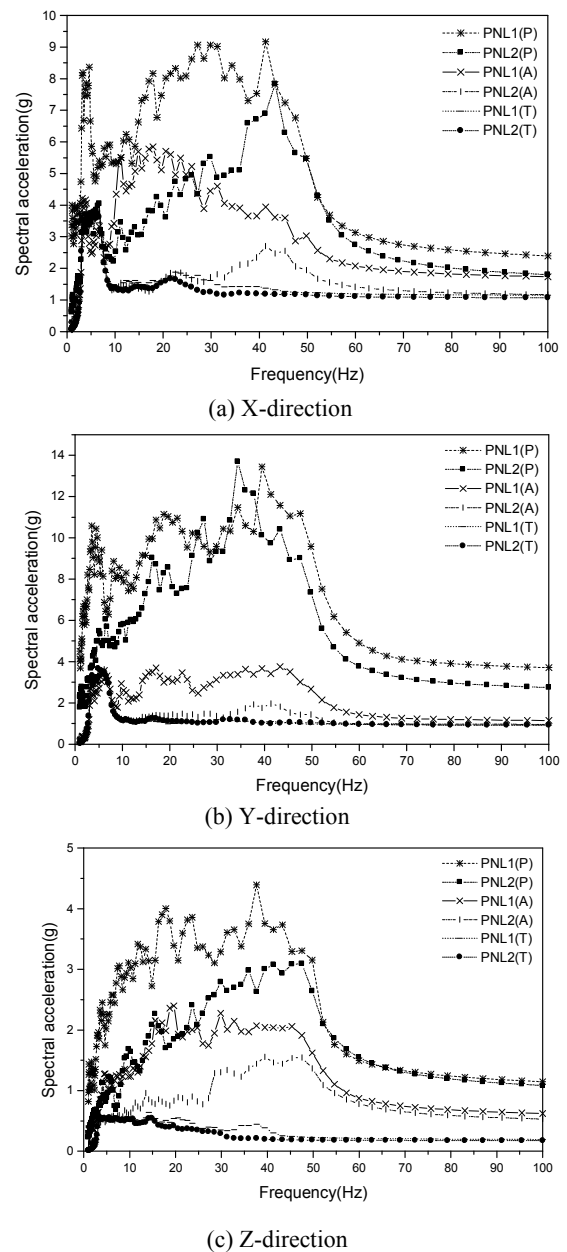 10
9
8
7
6
5
4
3
2
1
0
Spectral acceleration(g)
PNL1(P)
PNL2(P)
PNL1(A)
PNL2(A)
PNL1(T)
PNL2(T)
0 10 20 30 40 50 60 70 80 90 100
Frequency(Hz)
(a) X-direction
14
12
10
8
6
4
2
0
Spectral acceleration(g)
PNL1(P)
PNL2(P)
PNL1(A)
PNL2(A)
PNL1(T)
PNL2(T)
0 10 20 30 40 50 60 70 80 90 100
Frequency(Hz)
(b) Y-direction
5
4
3
2
1
0
Spectral acceleration(g)
PNL1(P)
PNL2(P)
PNL1(A)
PNL2(A)
PNL1(T)
PNL2(T)
0 10 20 30 40 50 60 70 80 90 100
Frequency(Hz)
(c) Z-direction